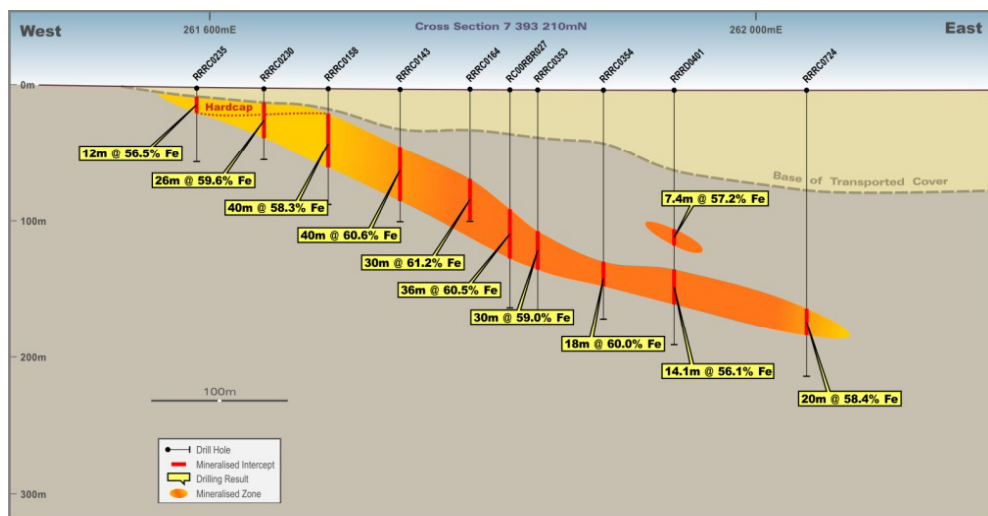 West
261 600mE
Cross Section 7 393 210mN
262 000mE
East
RRRC0235
RRRC0230
RRRC0158
RRRC0143
RRRC0164
RC00RBR027
RRRC0353
RRRC0354
RRRD0401
RRRC0724
0m
Hardcap
12m @ 56.5% Fe
26m @ 59.6% Fe
Base of Transported Cover
7.4m @ 57.2% Fe
40m @ 58.3% Fe
100m
40m @ 60.6% Fe
30m @ 61.2% Fe
36m @ 60.5% Fe
30m @ 59.0% Fe
18m @ 60.0% Fe
200m
14.1m @ 56.1% Fe
20m @ 58.4% Fe
100m
Drill Hole
Mineralised Intercept
Drilling Result
Mineralised Zone
300m